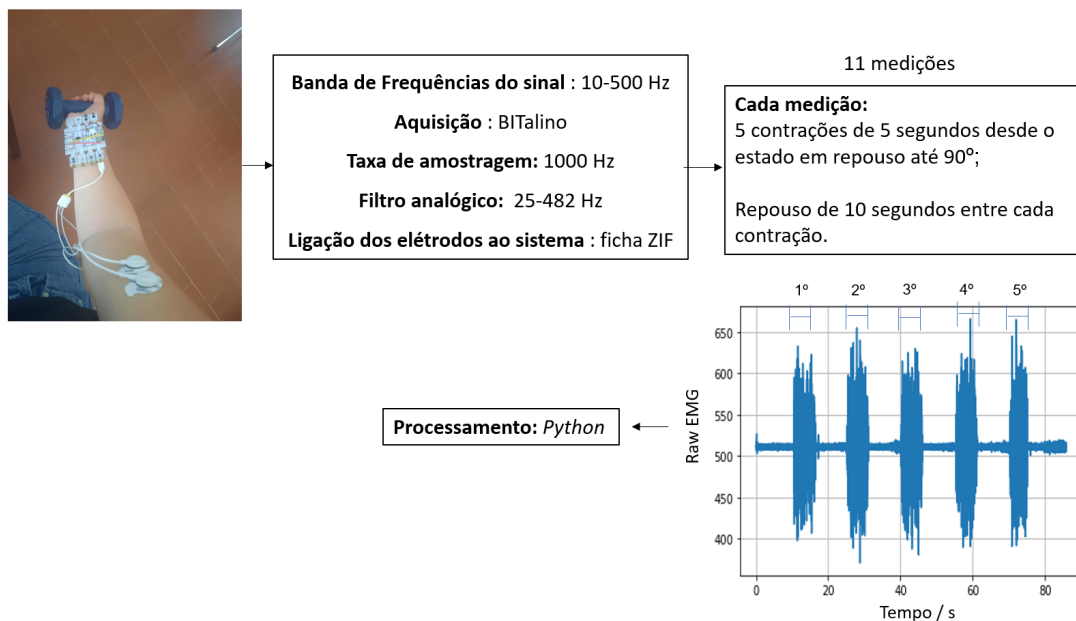 Banda de Frequências do sinal : 10-500 Hz
Aquisição : BITalino
Taxa de amostragem: 1000 Hz
Filtro analógico: 25-482 Hz
Ligação dos elétrodos ao sistema : ficha ZIF
11 medições
Cada medição:
5 contrações de 5 segundos desde o
estado em repouso até 90º;
Repouso de 10 segundos entre cada
contração.
1º 2º 3º 4º 5º
650
600
550
500
450
400
Raw EMG
0 20 40 60 80
Tempo / s
Processamento: Python